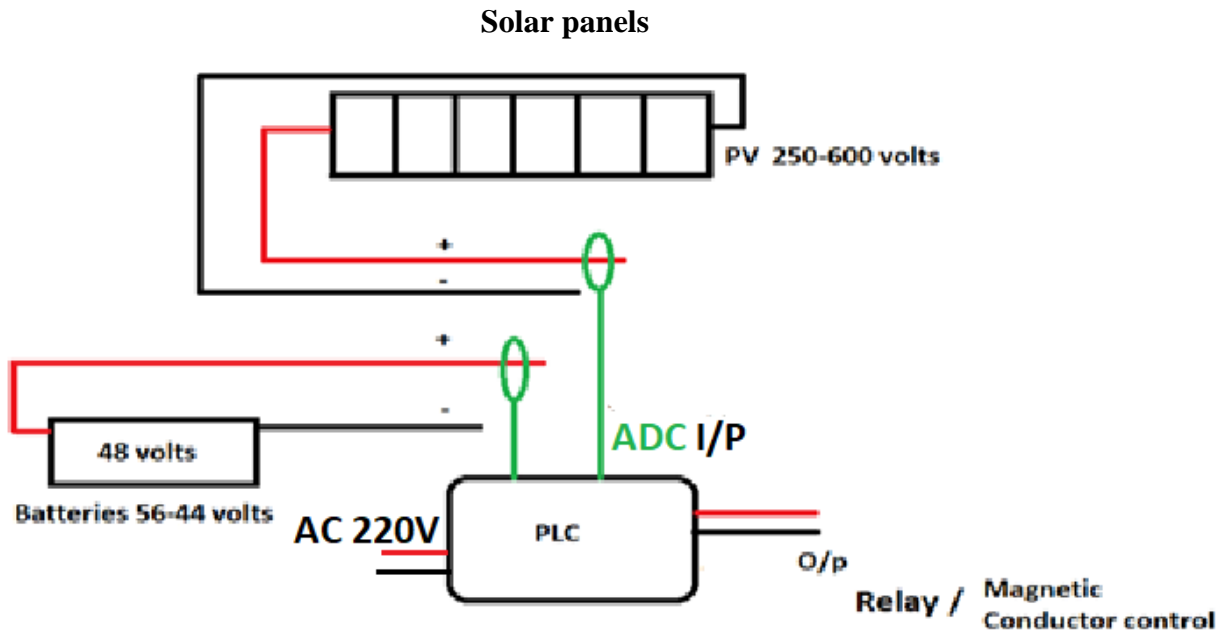 Solar panels
PV 250-600 volts
+
-
+
-
48 volts
Batteries 56-44 volts
ADC I/P
AC 220V
PLC
O/p
Relay / Magnetic
Conductor control